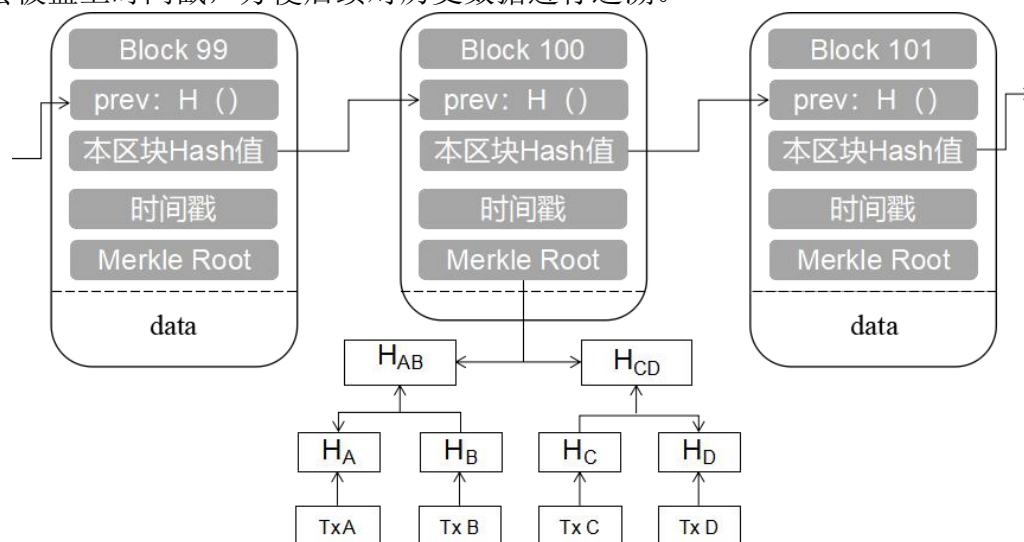 Block 99
Block 100
Block 101
prev：H（）
prev：H（）
prev：H（）
本区块Hash值
本区块Hash值
本区块Hash值
时间戳
时间戳
时间戳
Merkle Root
Merkle Root
Merkle Root
data
data
HAB
HCD
HA
HB
HC
HD
Tx A
Tx B
Tx C
Tx D